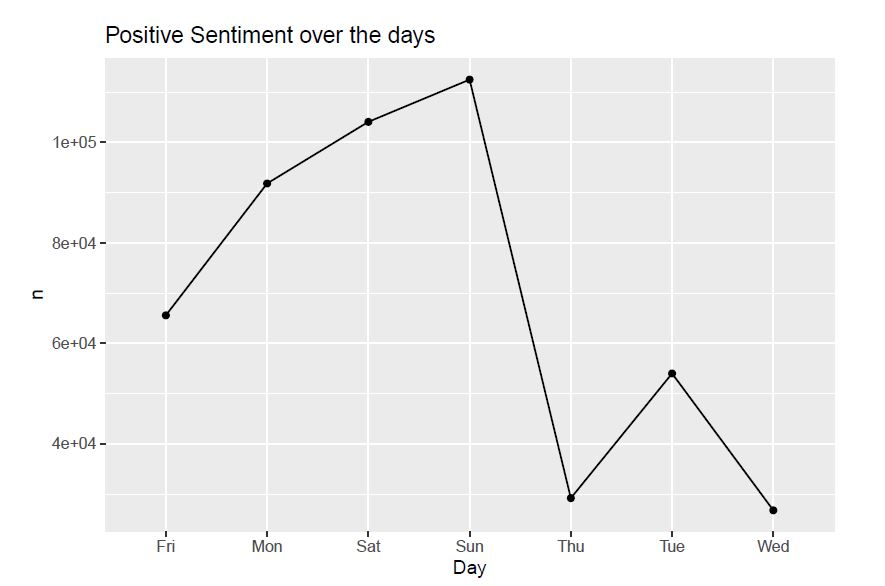 Positive Sentiment over the days
1e+05
8e+04
6e+04
4e+04
n
Fri Mon Sat Sun Thu Tue Wed
Day